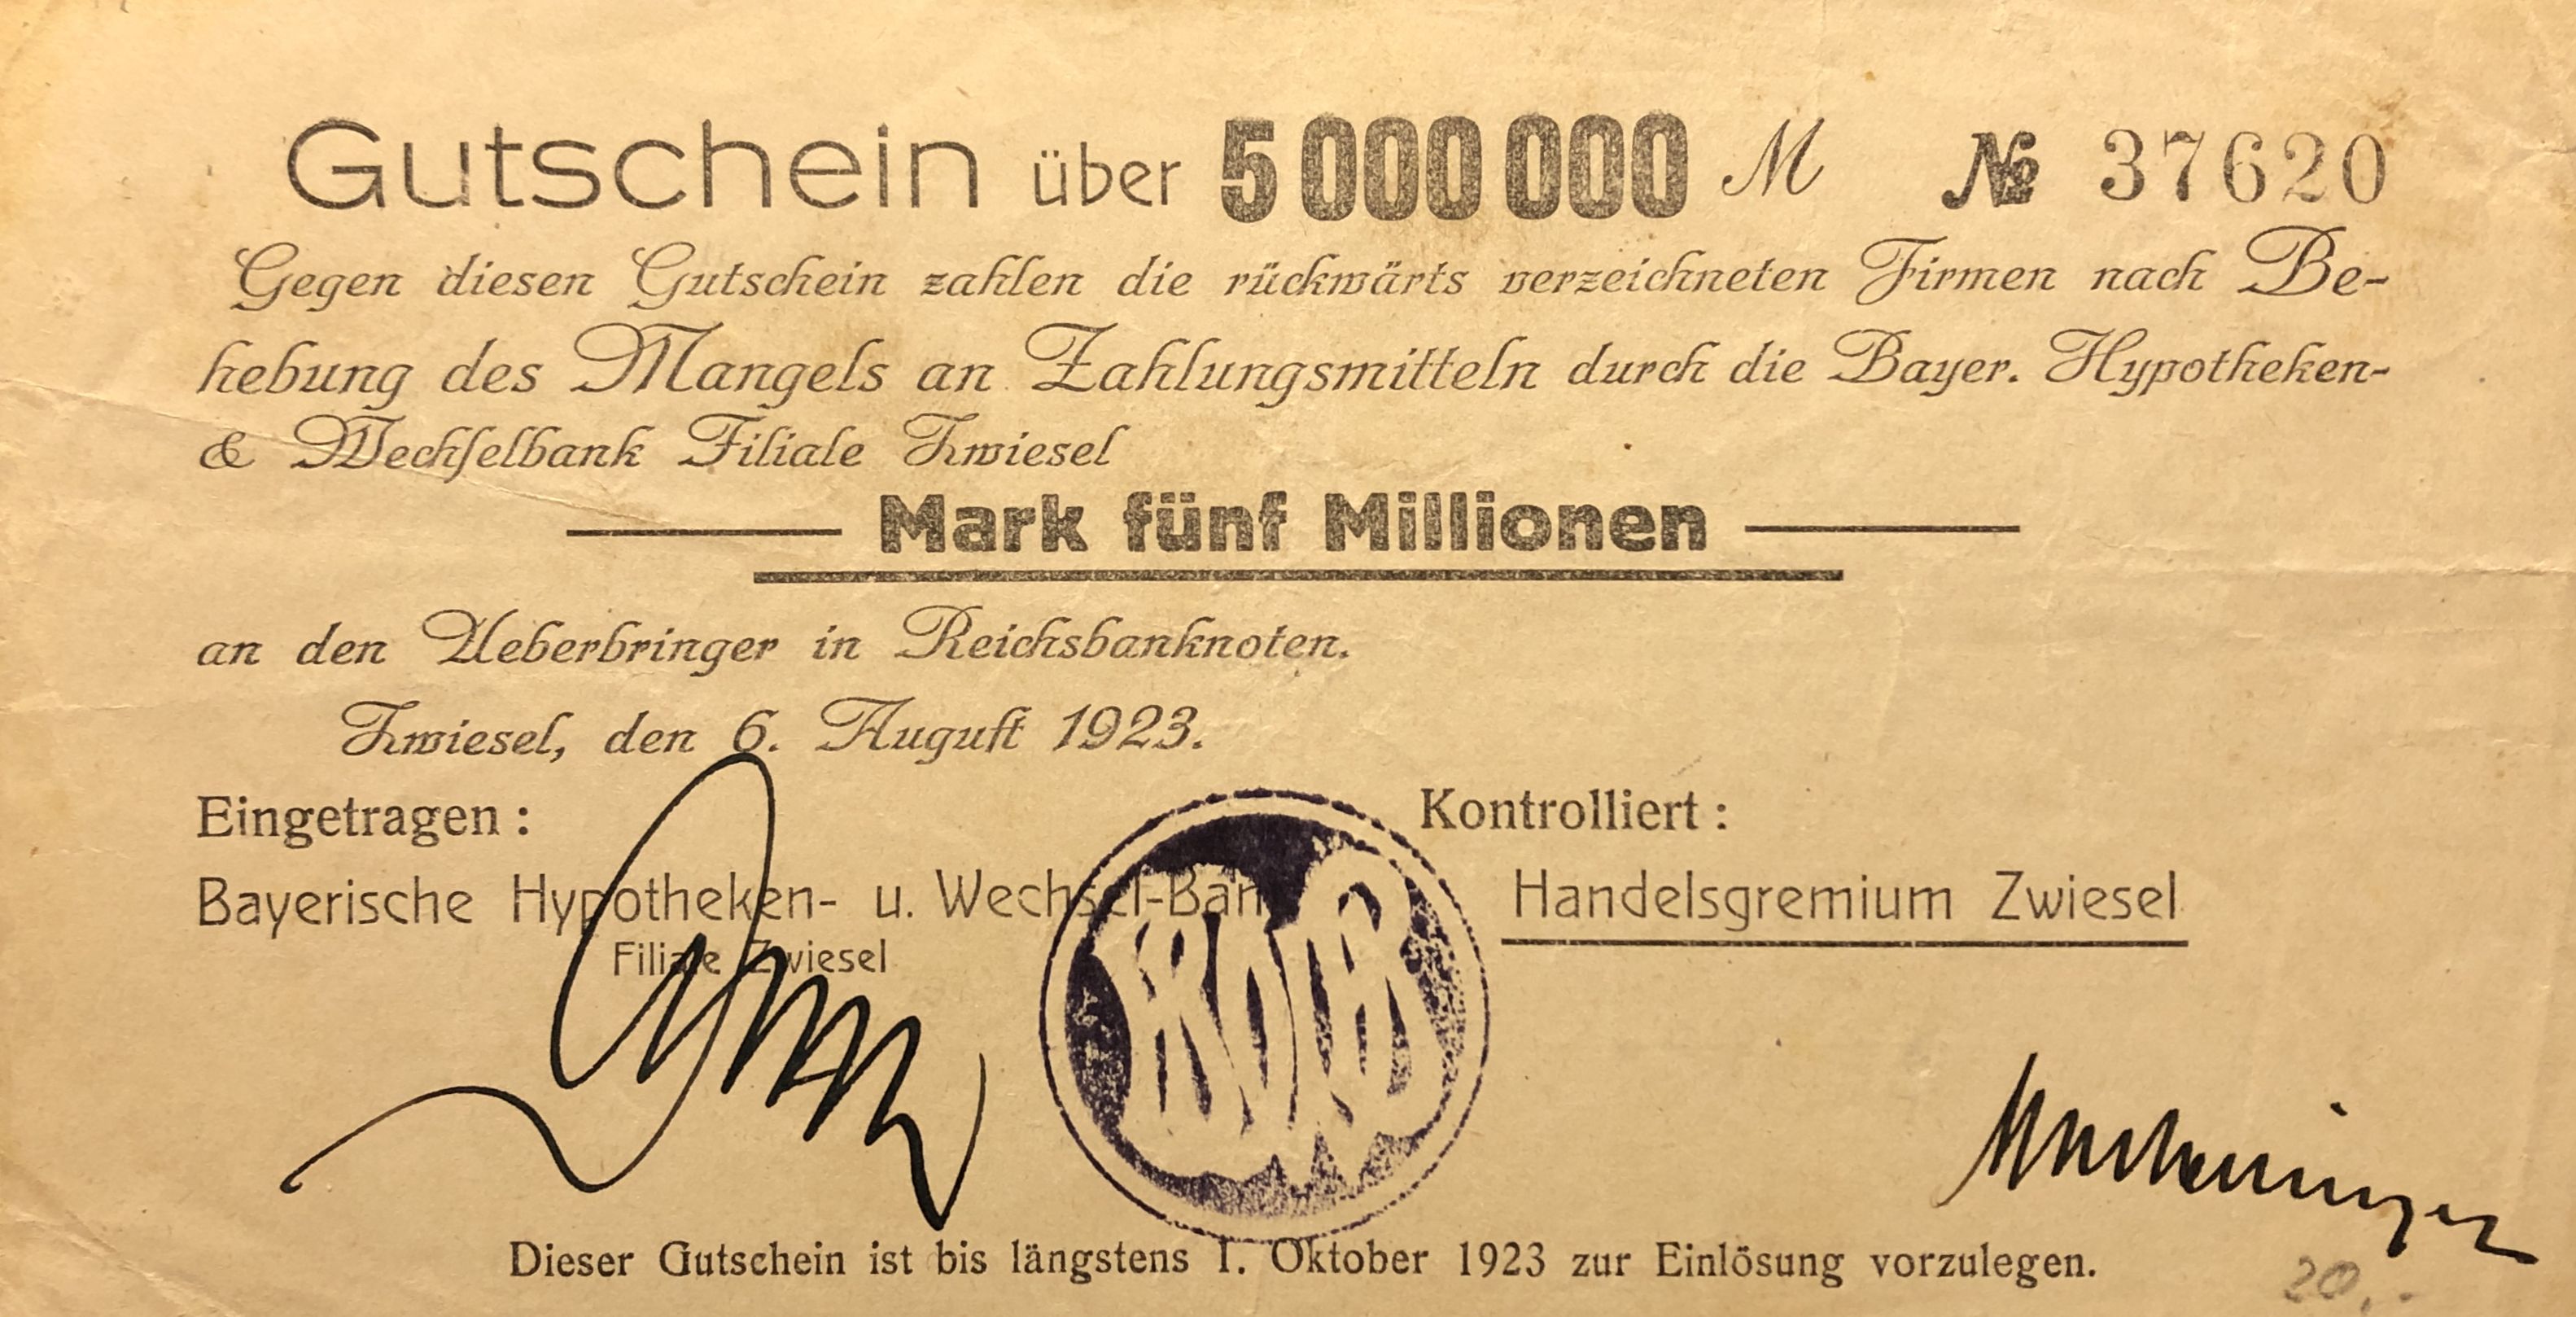 Gutschein über 5 000 000 M № 37620
Gegen diesen Gutschein zahlen die rückwärts verzeichneten Firmen nach Be-
hebung des Mangels an Zahlungsmitteln durch die Bayer. Hypotheken-
& Wechselbank Filiale Zwiesel
Mark fünf Millionen
an den Ueberbringer in Reichsbanknoten.
Zwiesel, den 6. August 1923.
Eingetragen :
Kontrolliert :
Bayerische Hypotheken- u. Wechsel-Bank
Handelsgremium Zwiesel
Filiale Zwiesel
Dieser Gutschein ist bis längstens 1. Oktober 1923 zur Einlösung vorzulegen.
20,-